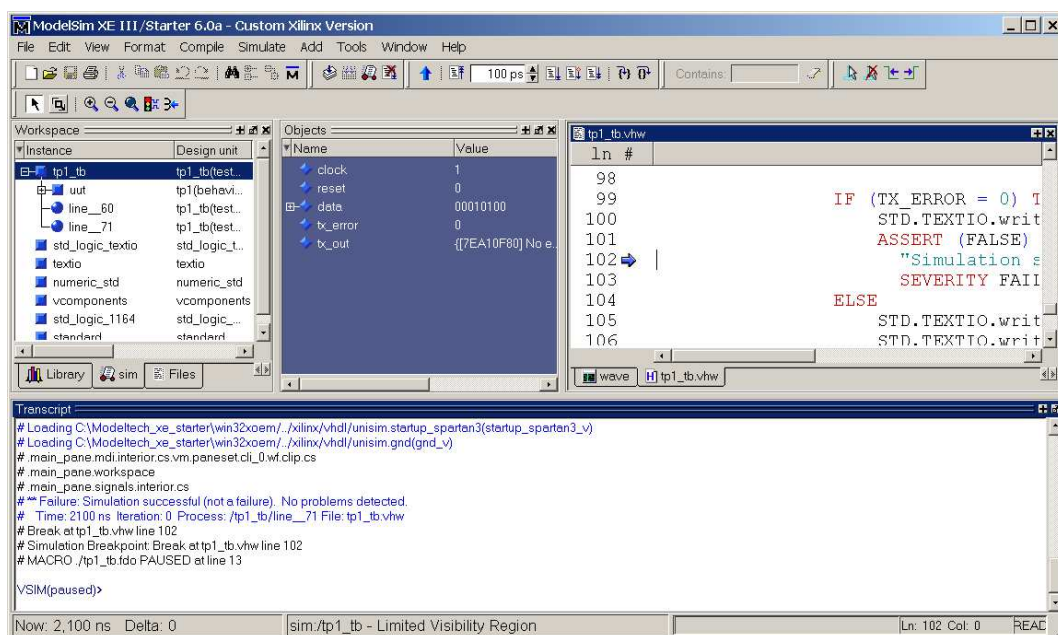 ModelSim XE III/Starter 6.0a - Custom Xilinx Version
File Edit View Format Compile Simulate Add Tools Window Help
100 ps Contains:
Workspace
Instance Design unit
tp1_tb tp1_tb(test...
uut tp1(behavi...
line__60 tp1_tb(test...
line__71 tp1_tb(test...
std_logic_textio std_logic_t...
textio textio
numeric_std numeric_std
vcomponents vcomponents
std_logic_1164 std_logic_...
standard standard
Library sim Files
Objects
Name Value
clock 1
reset 0
data 00010100
tx_error 0
tx_out {[7EA10F80] No e..
tp1_tb.vhw
ln #
98
99 IF (TX_ERROR = 0) T
100 STD.TEXTIO.writ
101 ASSERT (FALSE)
102 "Simulation s
103 SEVERITY FAI
104 ELSE
105 STD.TEXTIO.writ
106 STD.TEXTIO.writ
wave tp1_tb.vhw
Transcript
# Loading C:\Modeltech_xe_starter\win32xoem/../xilinx/vhdl/unisim.startup_spartan3(startup_spartan3_v)
# Loading C:\Modeltech_xe_starter\win32xoem/../xilinx/vhdl/unisim.gnd(gnd_v)
# .main_pane.mdi.interior.cs.vm.paneset.cli_0.wf.clip.cs
# .main_pane.workspace
# .main_pane.signals.interior.cs
# ** Failure: Simulation successful (not a failure). No problems detected.
# Time: 2100 ns Iteration: 0 Process: /tp1_tb/line__71 File: tp1_tb.vhw
# Break at tp1_tb.vhw line 102
# Simulation Breakpoint: Break at tp1_tb.vhw line 102
# MACRO ./tp1_tb.fdo PAUSED at line 13
VSIM(paused)>
Now: 2,100 ns Delta: 0 sim:/tp1_tb - Limited Visibility Region Ln: 102 Col: 0 READ